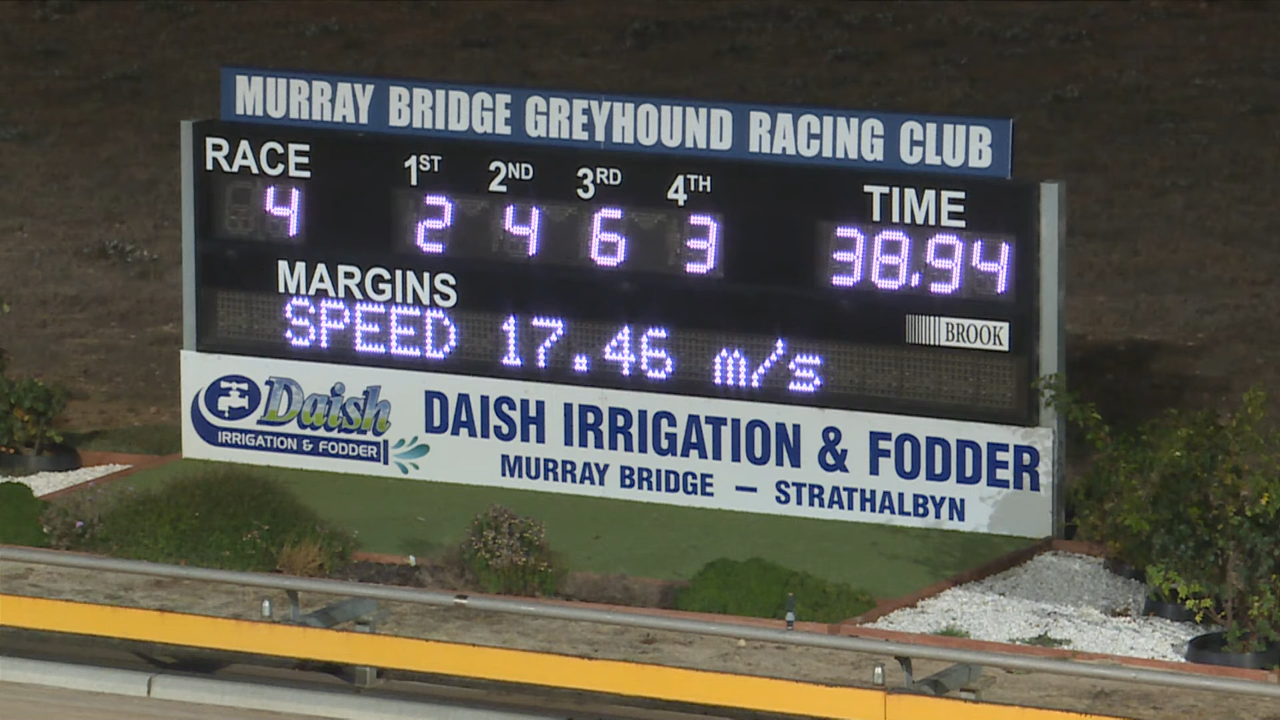 MURRAY BRIDGE GREYHOUND RACING CLUB
RACE 1ST 2ND 3RD 4TH TIME
4 2 4 6 3 38.94
MARGINS
SPEED 17.46 m/s
BROOK
Daish
IRRIGATION & FODDER
DAISH IRRIGATION & FODDER
MURRAY BRIDGE – STRATHALBYN